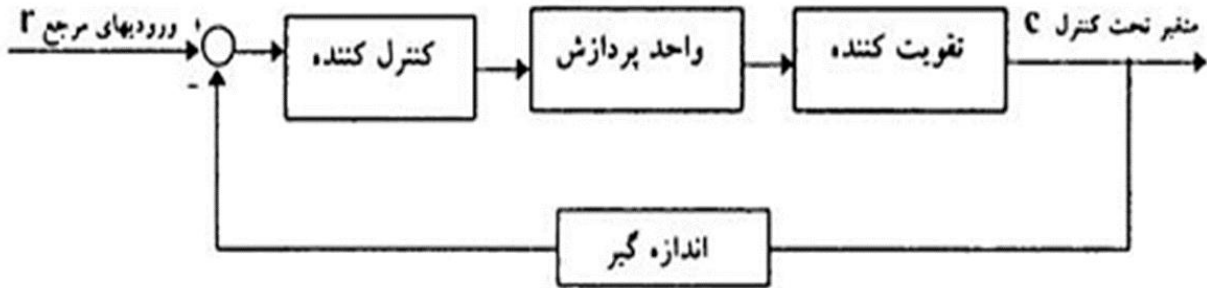 ورودیهای مرجع r
+
-
کنترل کننده
واحد پردازش
تقویت کننده
متغیر تحت کنترل C
اندازه گیر